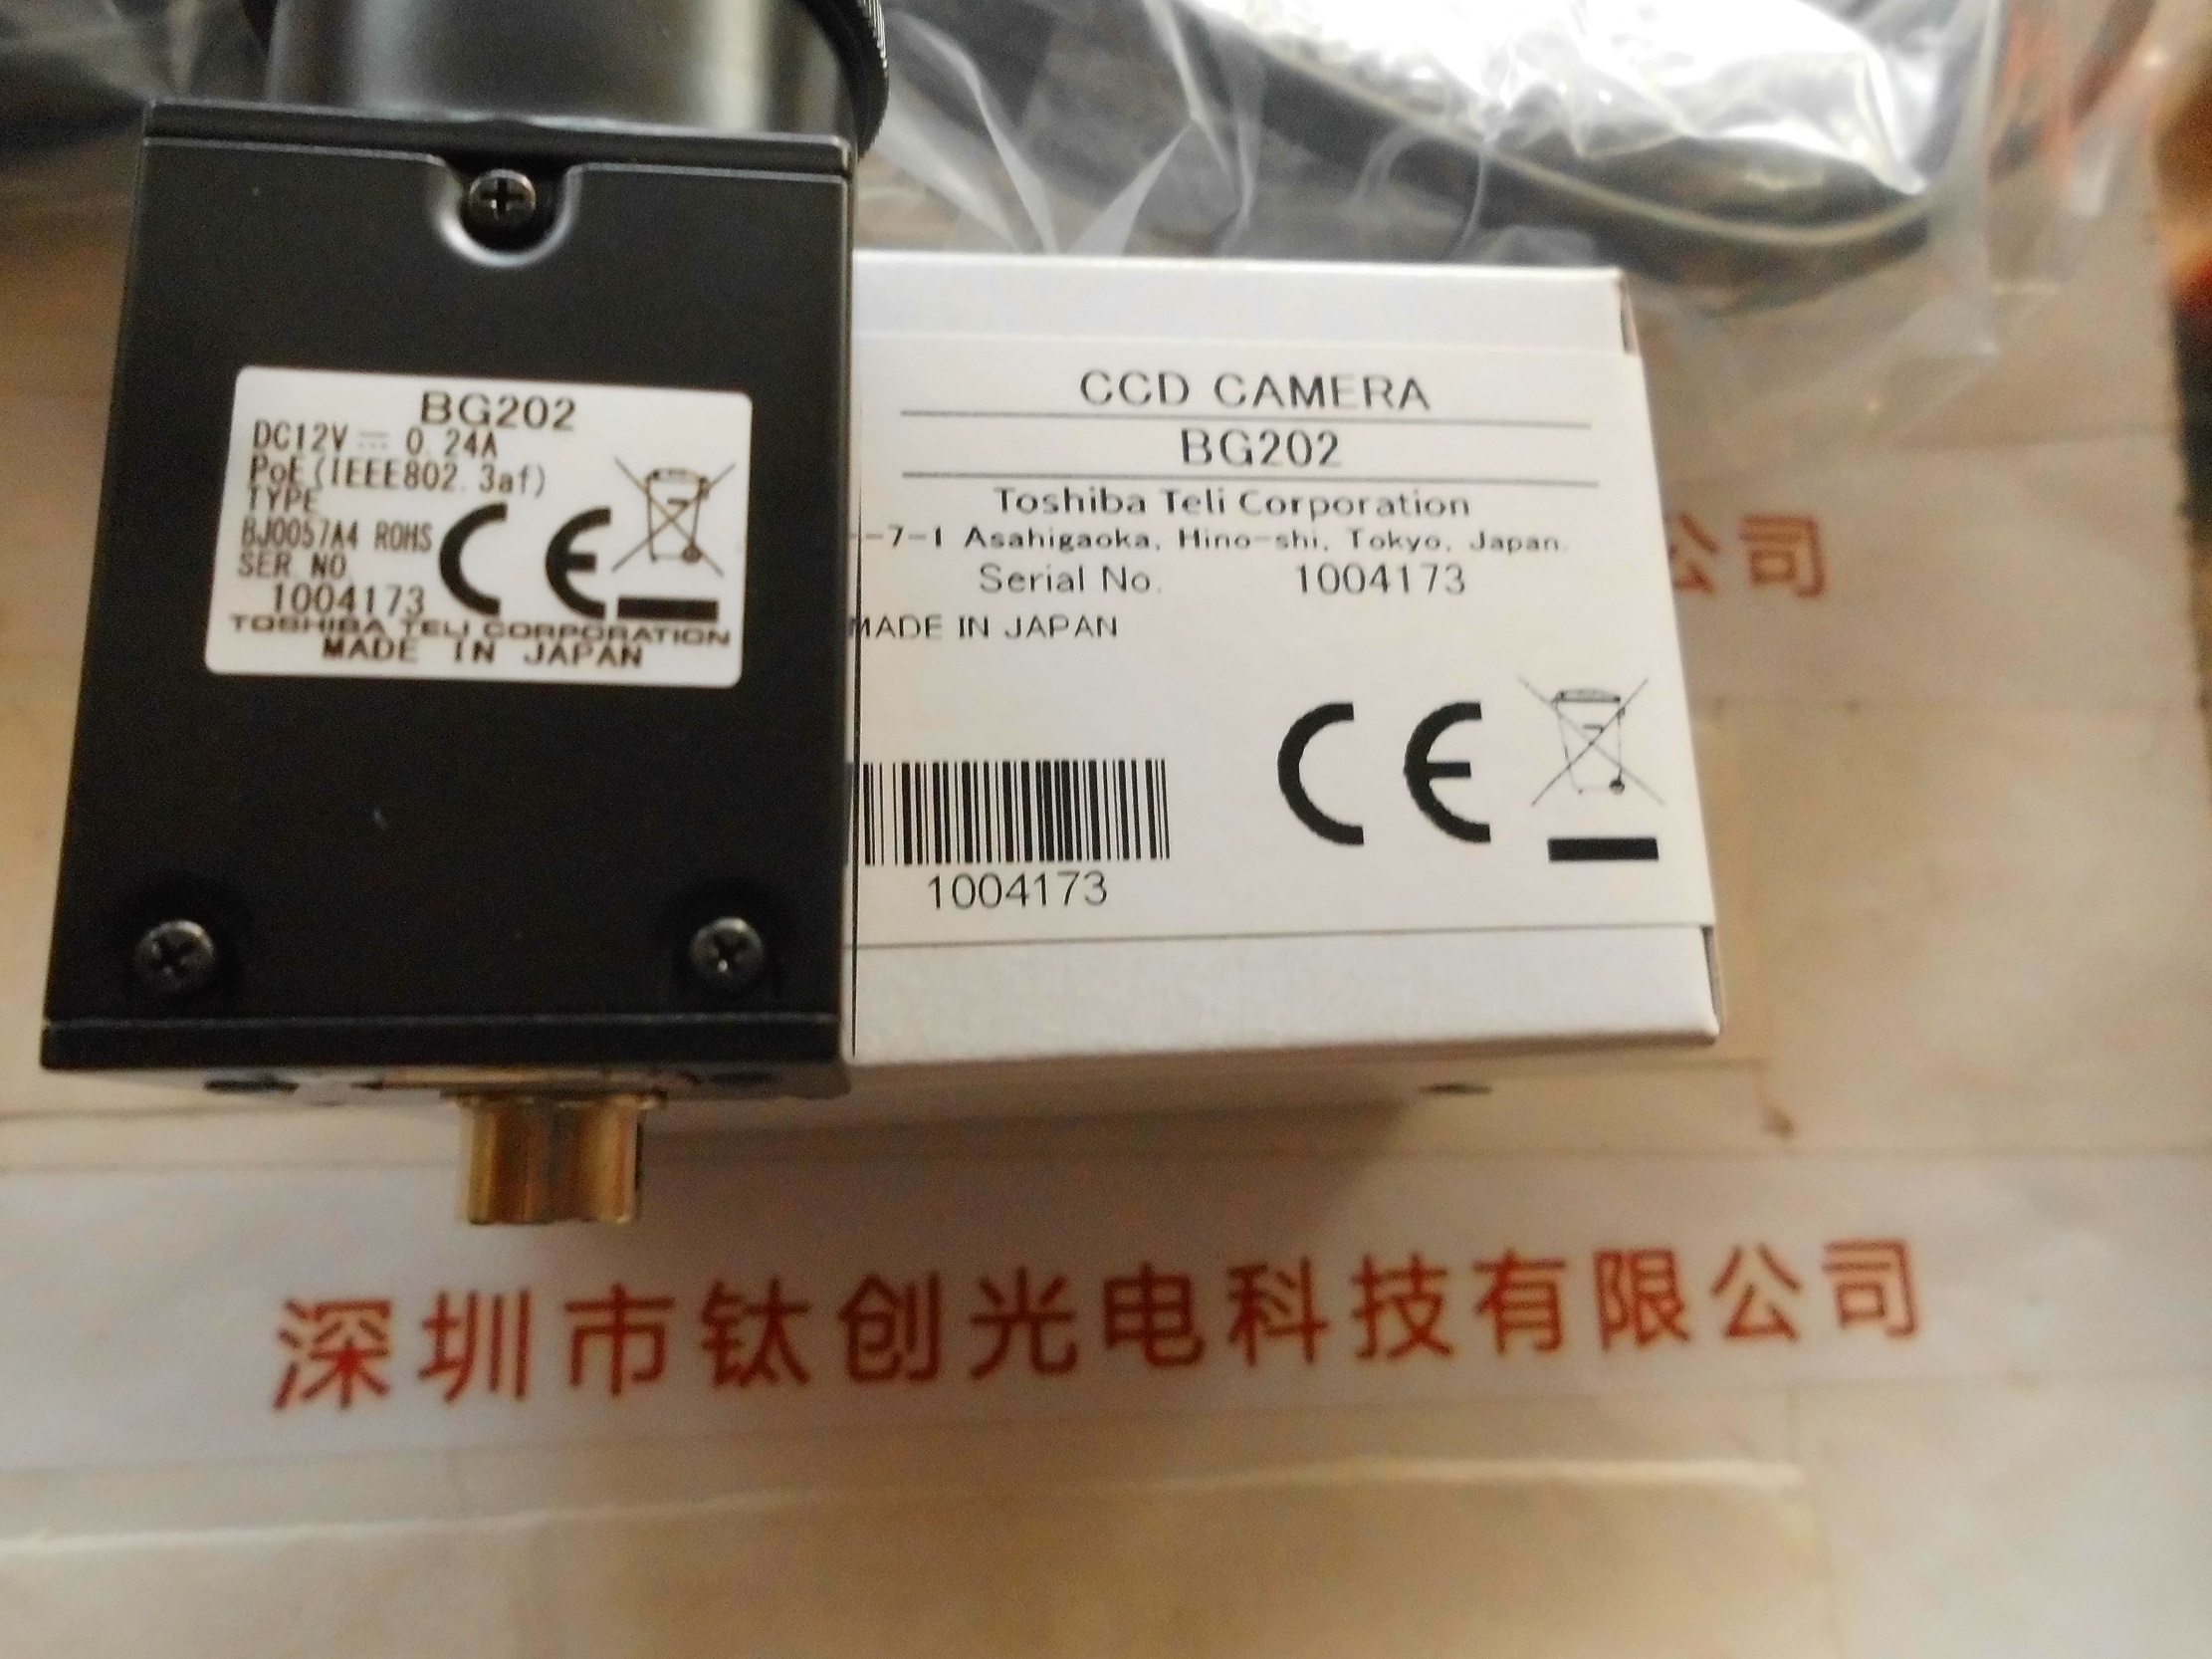 BG202
DC12V 0.24A
PoE(IEEE802.3af)
TYPE
BJ0057A4 ROHS
SER NO
1004173
CE
TOSHIBA TELI CORPORATION
MADE IN JAPAN
CCD CAMERA
BG202
Toshiba Teli Corporation
-7-1 Asahigaoka, Hino-shi, Tokyo, Japan.
Serial No. 1004173
MADE IN JAPAN
CE
1004173
公司
深圳市钛创光电科技有限公司